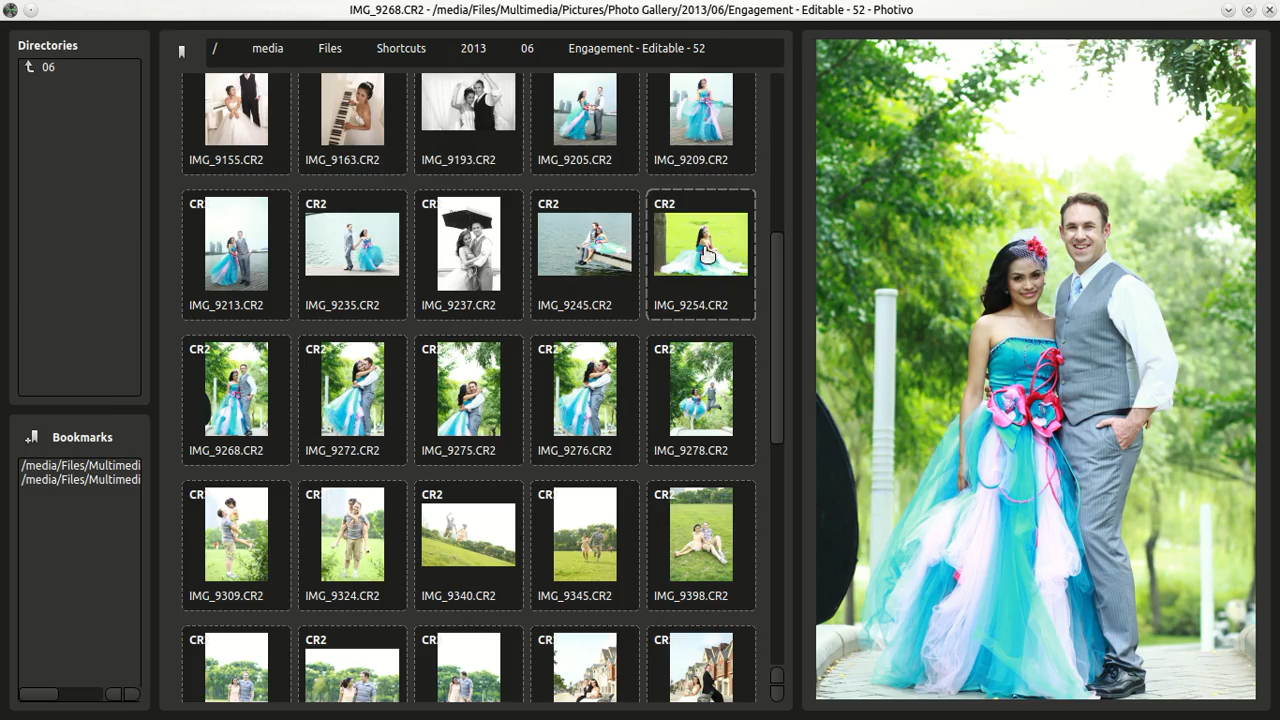 IMG_9268.CR2 - /media/Files/Multimedia/Pictures/Photo Gallery/2013/06/Engagement - Editable - 52 - Photivo
Directories
06
Bookmarks
/media/Files/Multimedi
/media/Files/Multimedi
/ media Files Shortcuts 2013 06 Engagement - Editable - 52
IMG_9155.CR2 IMG_9163.CR2 IMG_9193.CR2 IMG_9205.CR2 IMG_9209.CR2
CR2 CR2 CR2 CR2 CR2
IMG_9213.CR2 IMG_9235.CR2 IMG_9237.CR2 IMG_9245.CR2 IMG_9254.CR2
CR2 CR2 CR2 CR2 CR2
IMG_9268.CR2 IMG_9272.CR2 IMG_9275.CR2 IMG_9276.CR2 IMG_9278.CR2
CR2 CR2 CR2 CR2 CR2
IMG_9309.CR2 IMG_9324.CR2 IMG_9340.CR2 IMG_9345.CR2 IMG_9398.CR2
CR2 CR2 CR2 CR2 CR2